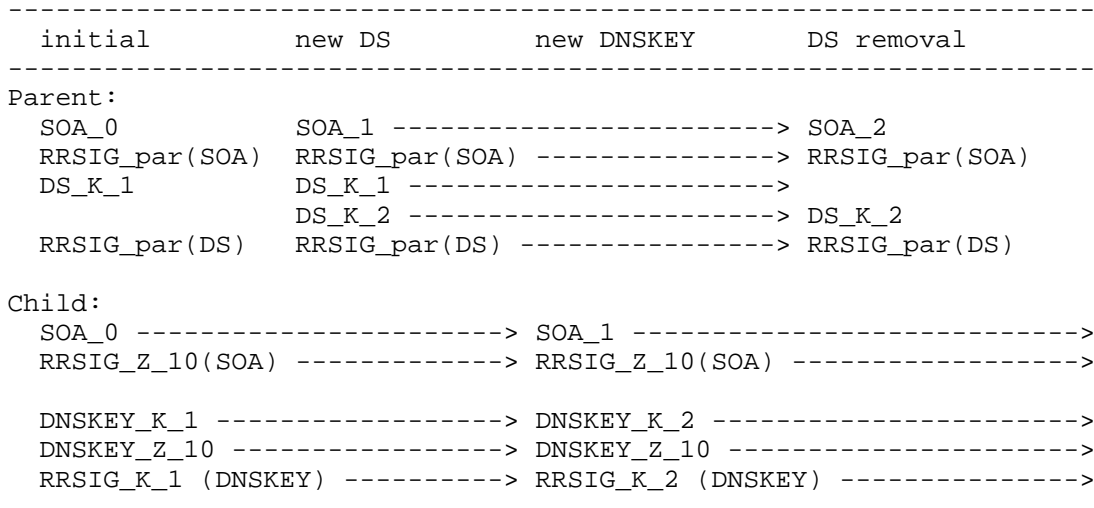 --------------------------------------------------------------------
  initial         new DS         new DNSKEY       DS removal
--------------------------------------------------------------------
Parent:
  SOA_0           SOA_1 ------------------------> SOA_2
  RRSIG_par(SOA)  RRSIG_par(SOA) ---------------> RRSIG_par(SOA)
  DS_K_1          DS_K_1 ----------------------->
                  DS_K_2 -----------------------> DS_K_2
  RRSIG_par(DS)   RRSIG_par(DS) ----------------> RRSIG_par(DS)

Child:
  SOA_0 -----------------------> SOA_1 ---------------------------->
  RRSIG_Z_10(SOA) -------------> RRSIG_Z_10(SOA) ------------------>

  DNSKEY_K_1 ------------------> DNSKEY_K_2 ----------------------->
  DNSKEY_Z_10 -----------------> DNSKEY_Z_10 ---------------------->
  RRSIG_K_1 (DNSKEY) ----------> RRSIG_K_2 (DNSKEY) --------------->